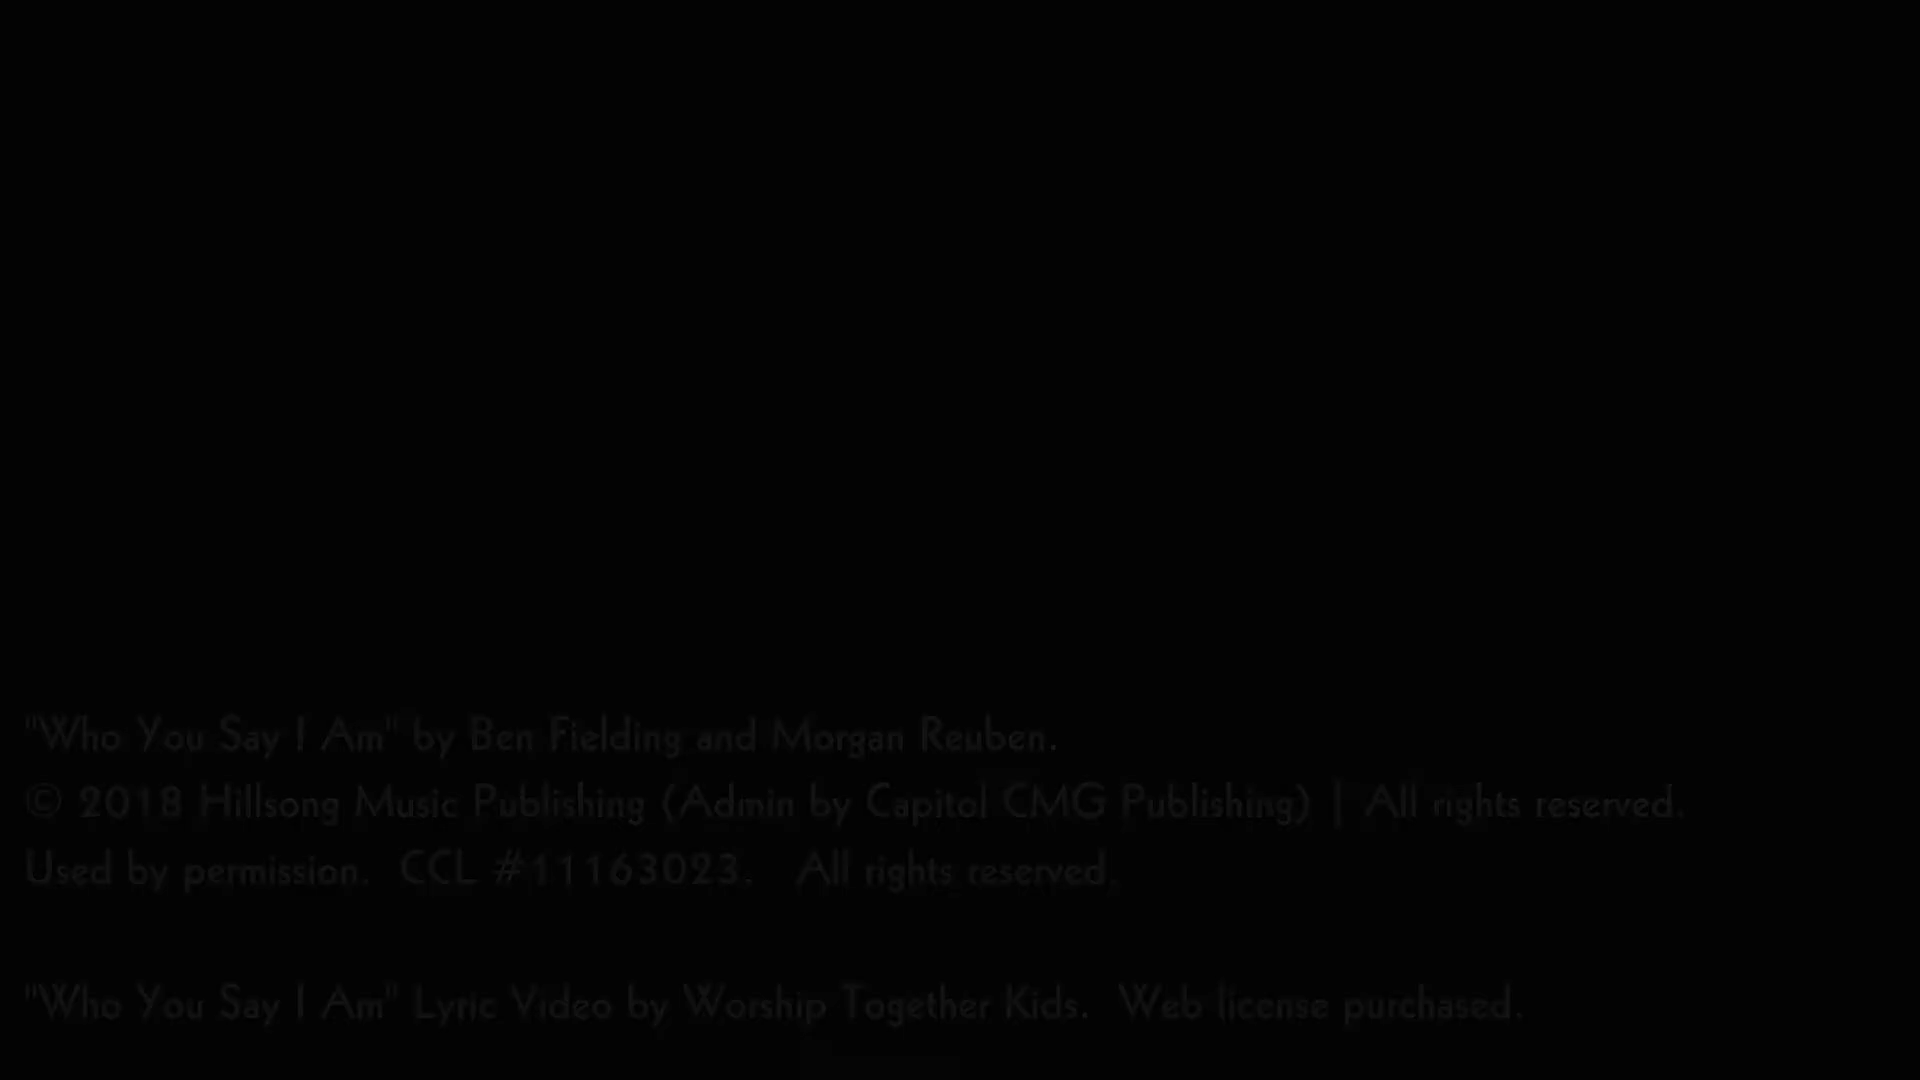 "Who You Say I Am" by Ben Fielding and Morgan Reuben.
© 2018 Hillsong Music Publishing (Admin by Capitol CMG Publishing) | All rights reserved.
Used by permission. CCL #11163023. All rights reserved.
"Who You Say I Am" Lyric Video by Worship Together Kids. Web license purchased.